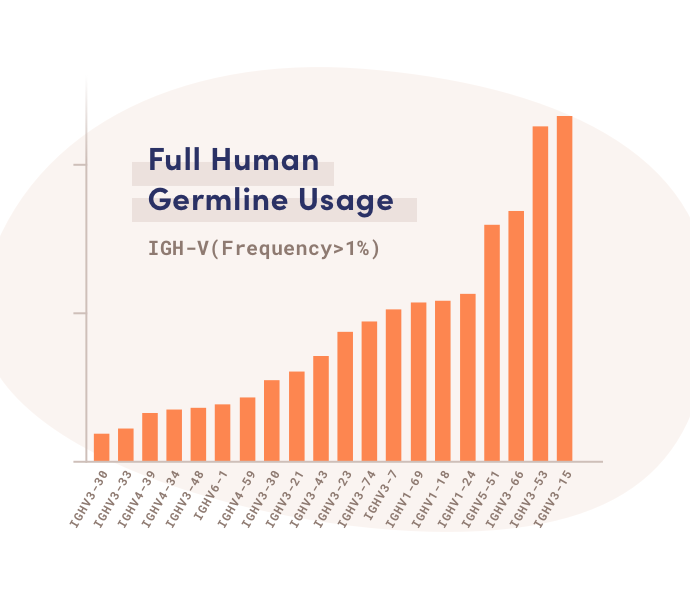 Full Human
Germline Usage
IGH-V(Frequency>1%)
IGHV3-30
IGHV3-33
IGHV4-39
IGHV4-34
IGHV3-48
IGHV6-1
IGHV4-59
IGHV3-30
IGHV3-21
IGHV3-43
IGHV3-23
IGHV3-74
IGHV3-7
IGHV1-69
IGHV1-18
IGHV1-24
IGHV5-51
IGHV3-66
IGHV3-53
IGHV3-15